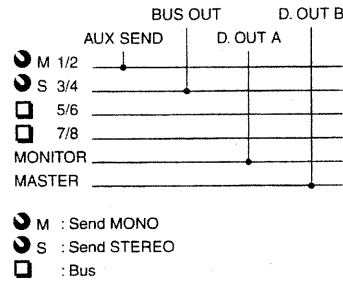 BUS OUT D. OUT B
AUX SEND D. OUT A
M 1/2
S 3/4
5/6
7/8
MONITOR
MASTER
M : Send MONO
S : Send STEREO
: Bus